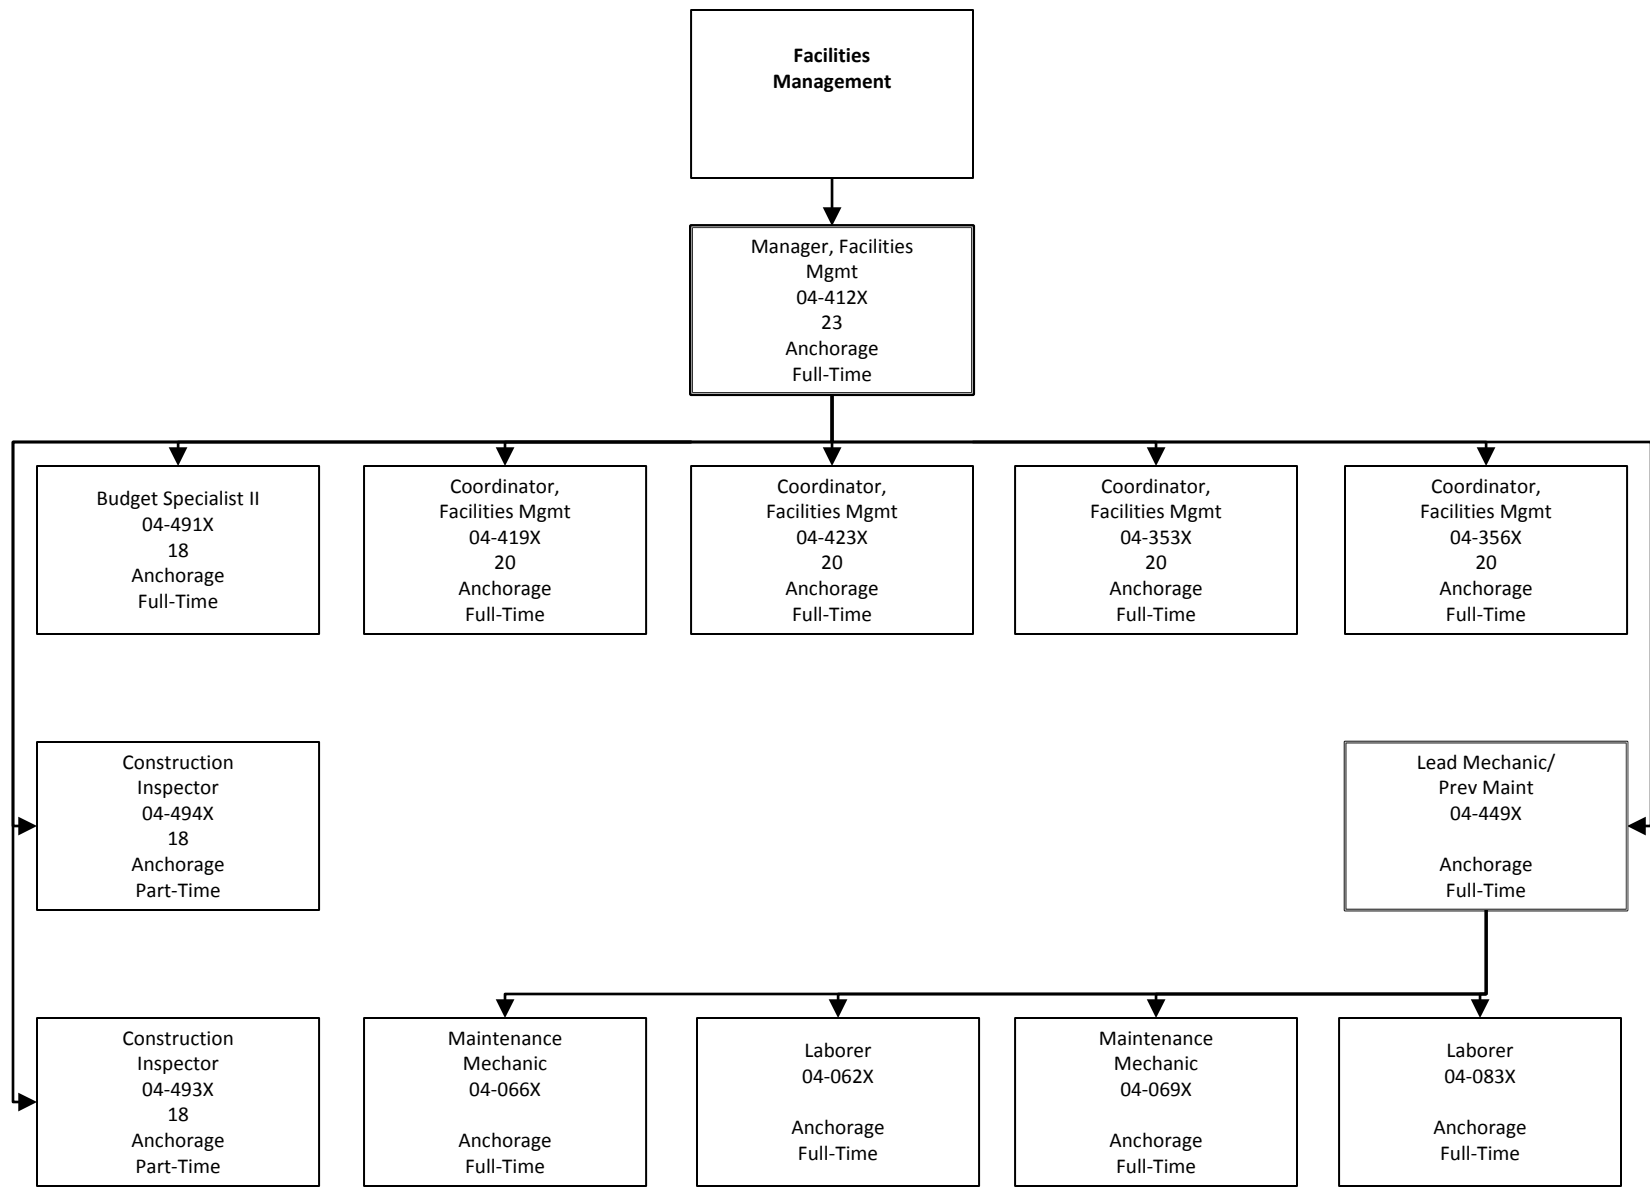 Facilities
Management
Manager, Facilities
Mgmt
04-412X
23
Anchorage
Full-Time
Budget Specialist II
04-491X
18
Anchorage
Full-Time
Coordinator,
Facilities Mgmt
04-419X
20
Anchorage
Full-Time
Coordinator,
Facilities Mgmt
04-423X
20
Anchorage
Full-Time
Coordinator,
Facilities Mgmt
04-353X
20
Anchorage
Full-Time
Coordinator,
Facilities Mgmt
04-356X
20
Anchorage
Full-Time
Construction
Inspector
04-494X
18
Anchorage
Part-Time
Lead Mechanic/
Prev Maint
04-449X
Anchorage
Full-Time
Construction
Inspector
04-493X
18
Anchorage
Part-Time
Maintenance
Mechanic
04-066X
Anchorage
Full-Time
Laborer
04-062X
Anchorage
Full-Time
Maintenance
Mechanic
04-069X
Anchorage
Full-Time
Laborer
04-083X
Anchorage
Full-Time